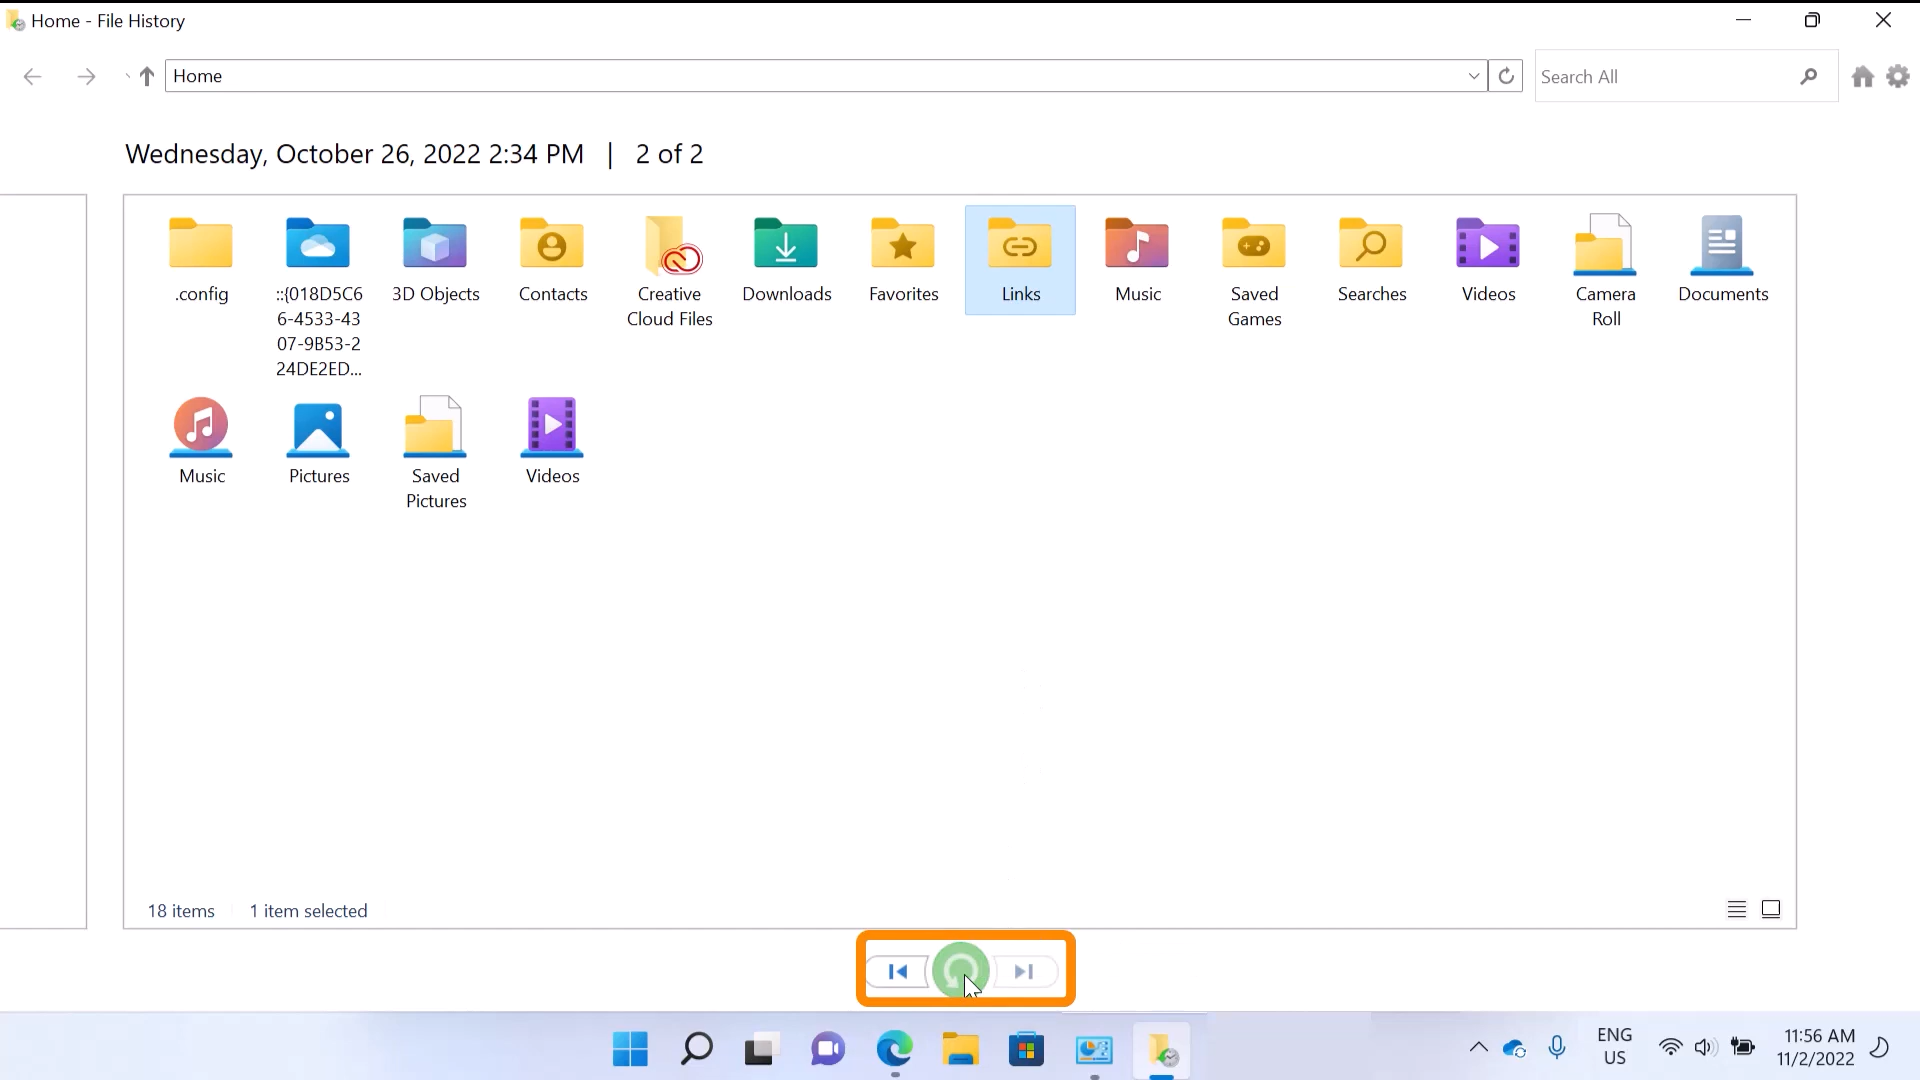 Home - File History
Home
Search All
Wednesday, October 26, 2022 2:34 PM | 2 of 2
.config
::{018D5C6
6-4533-43
07-9B53-2
24DE2ED...
3D Objects
Contacts
Creative
Cloud Files
Downloads
Favorites
Links
Music
Saved
Games
Searches
Videos
Camera
Roll
Documents
Music
Pictures
Saved
Pictures
Videos
18 items
1 item selected
ENG
US
11:56 AM
11/2/2022